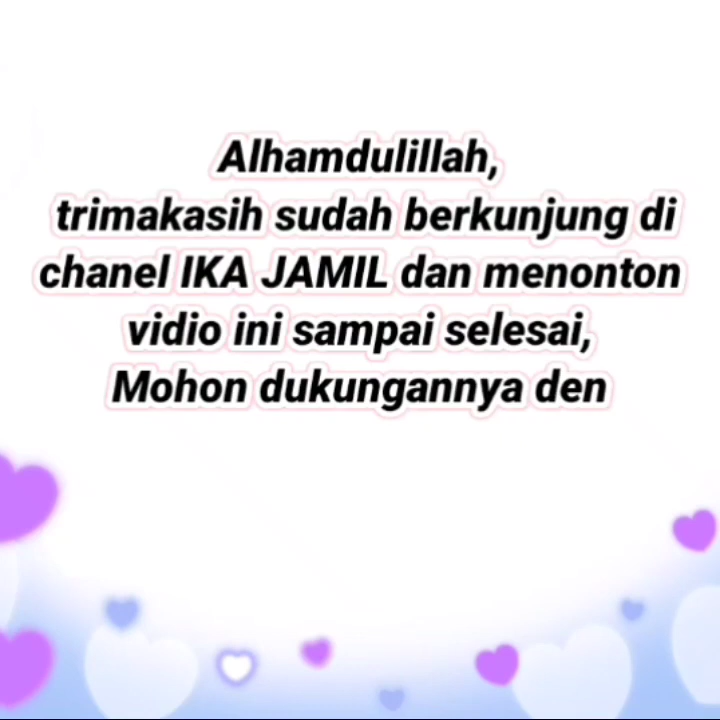 Alhamdulillah,
trimakasih sudah berkunjung di
chanel IKA JAMIL dan menonton
vidio ini sampai selesai,
Mohon dukungannya den